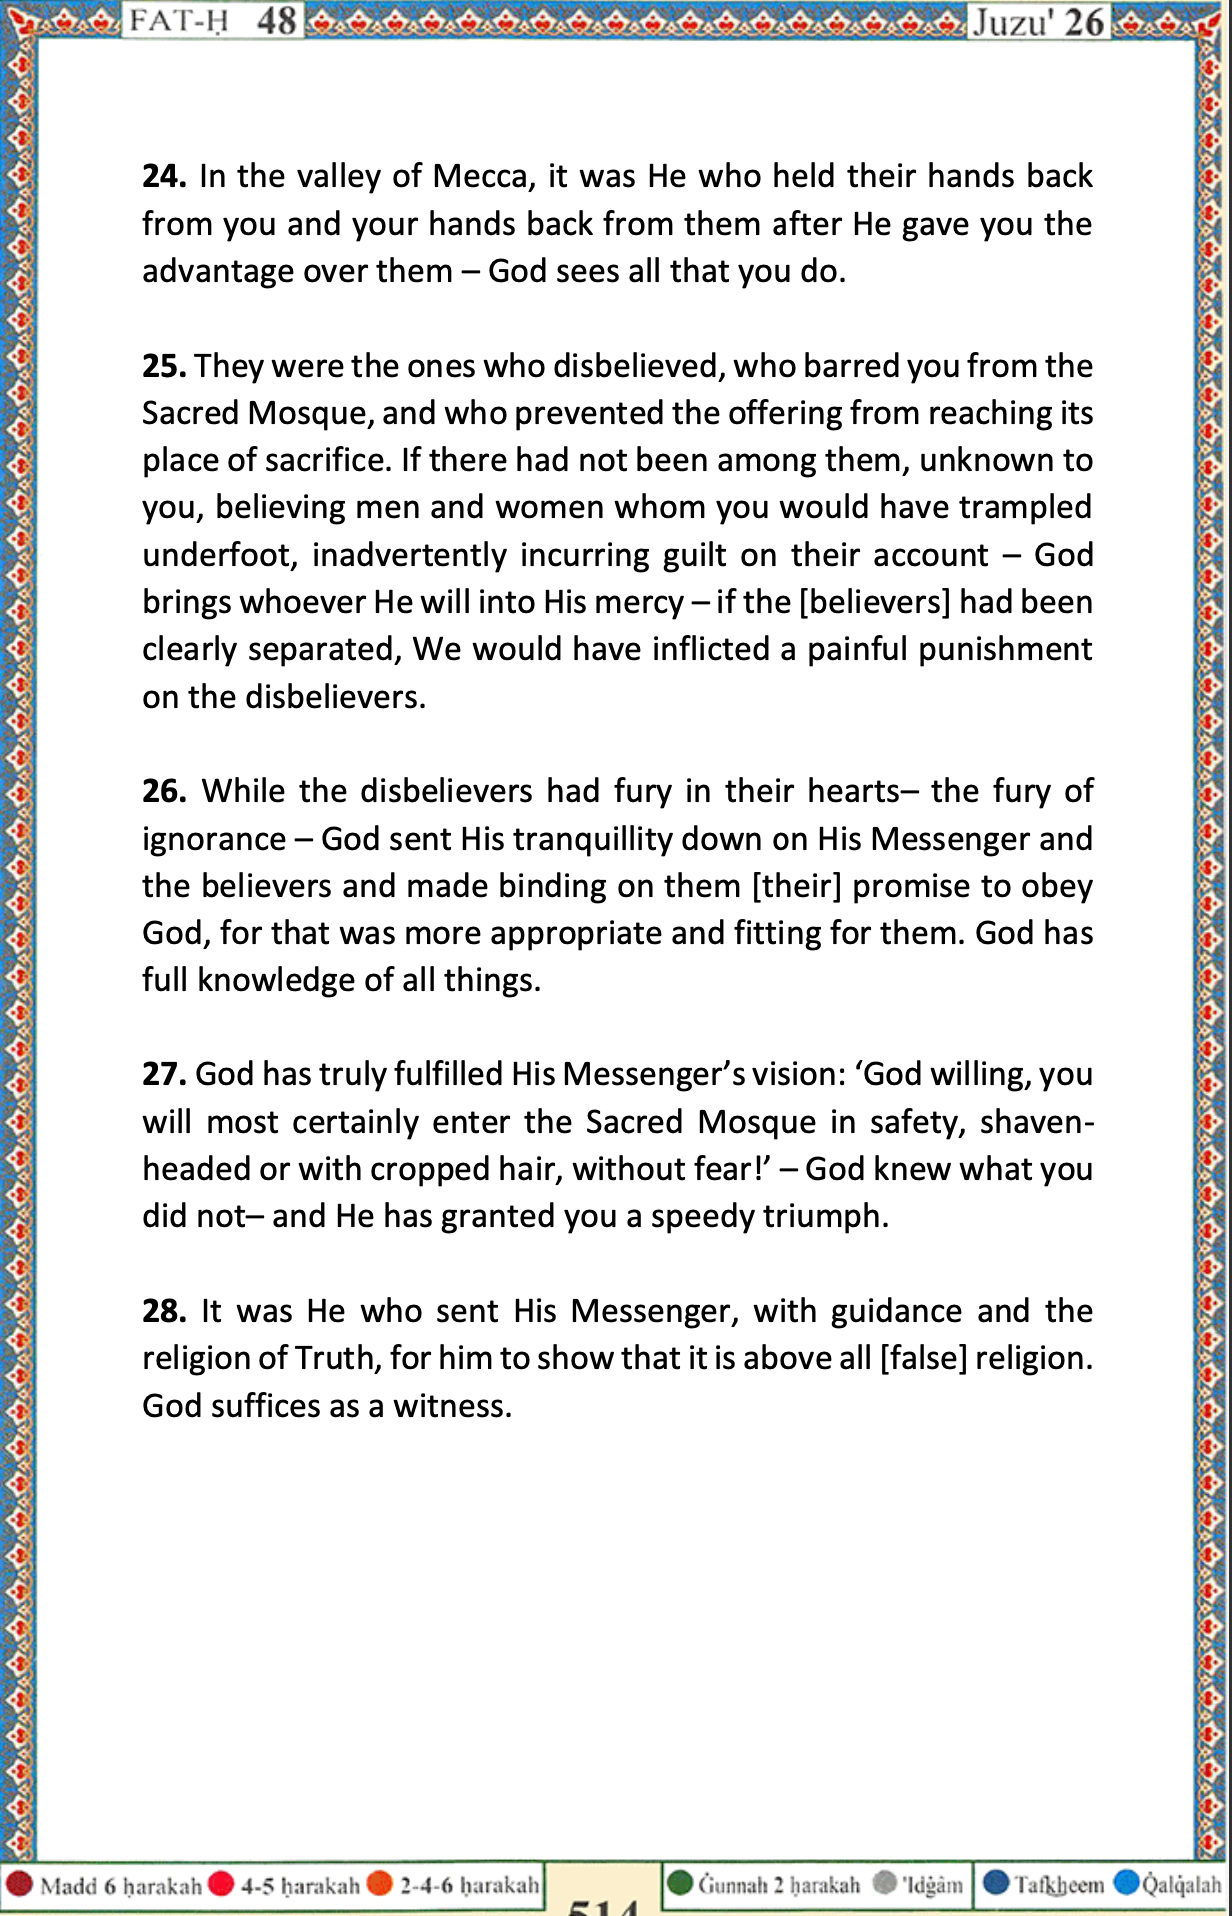 FAT-Ḥ 48 Juzu' 26
24. In the valley of Mecca, it was He who held their hands back
from you and your hands back from them after He gave you the
advantage over them – God sees all that you do.
25. They were the ones who disbelieved, who barred you from the
Sacred Mosque, and who prevented the offering from reaching its
place of sacrifice. If there had not been among them, unknown to
you, believing men and women whom you would have trampled
underfoot, inadvertently incurring guilt on their account – God
brings whoever He will into His mercy – if the [believers] had been
clearly separated, We would have inflicted a painful punishment
on the disbelievers.
26. While the disbelievers had fury in their hearts– the fury of
ignorance – God sent His tranquillity down on His Messenger and
the believers and made binding on them [their] promise to obey
God, for that was more appropriate and fitting for them. God has
full knowledge of all things.
27. God has truly fulfilled His Messenger’s vision: ‘God willing, you
will most certainly enter the Sacred Mosque in safety, shaven-
headed or with cropped hair, without fear!’ – God knew what you
did not– and He has granted you a speedy triumph.
28. It was He who sent His Messenger, with guidance and the
religion of Truth, for him to show that it is above all [false] religion.
God suffices as a witness.
Madd 6 ḥarakah 4-5 ḥarakah 2-4-6 ḥarakah 514 Ġunnah 2 ḥarakah 'Idġâm Tafkheem Qalqalah